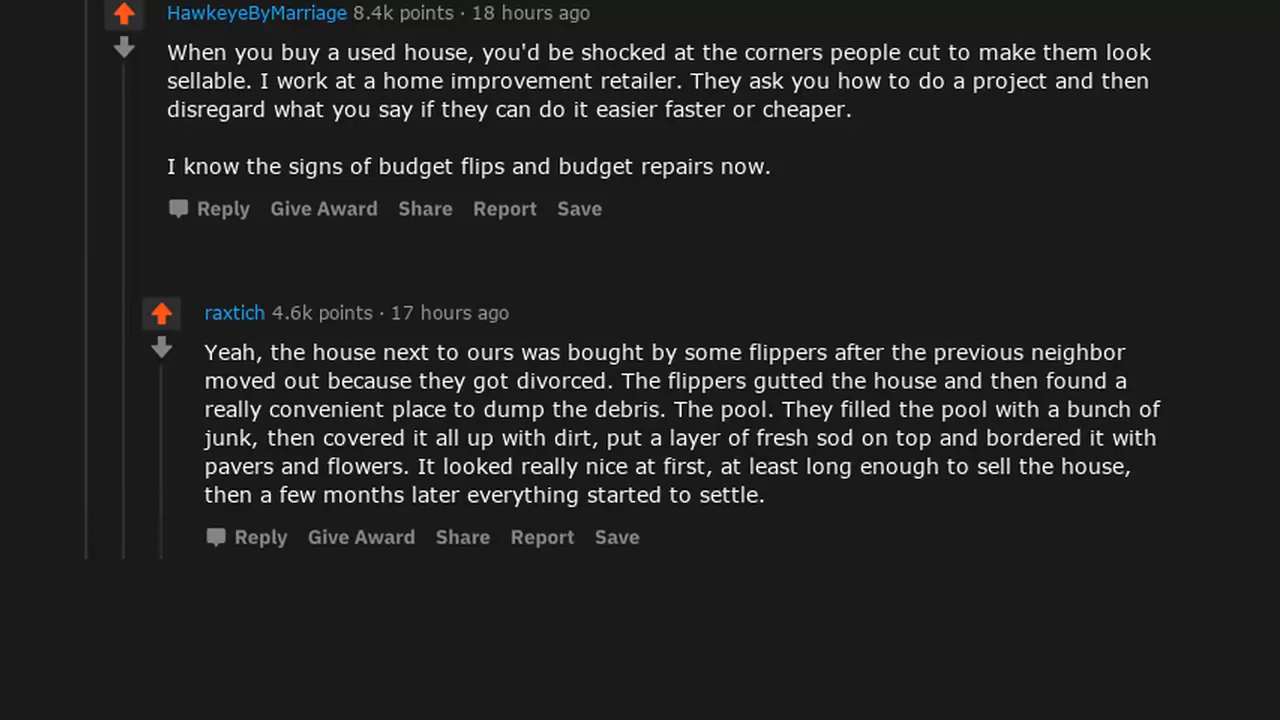 HawkeyeByMarriage 8.4k points · 18 hours ago
When you buy a used house, you'd be shocked at the corners people cut to make them look
sellable. I work at a home improvement retailer. They ask you how to do a project and then
disregard what you say if they can do it easier faster or cheaper.
I know the signs of budget flips and budget repairs now.
Reply Give Award Share Report Save
raxtich 4.6k points · 17 hours ago
Yeah, the house next to ours was bought by some flippers after the previous neighbor
moved out because they got divorced. The flippers gutted the house and then found a
really convenient place to dump the debris. The pool. They filled the pool with a bunch of
junk, then covered it all up with dirt, put a layer of fresh sod on top and bordered it with
pavers and flowers. It looked really nice at first, at least long enough to sell the house,
then a few months later everything started to settle.
Reply Give Award Share Report Save